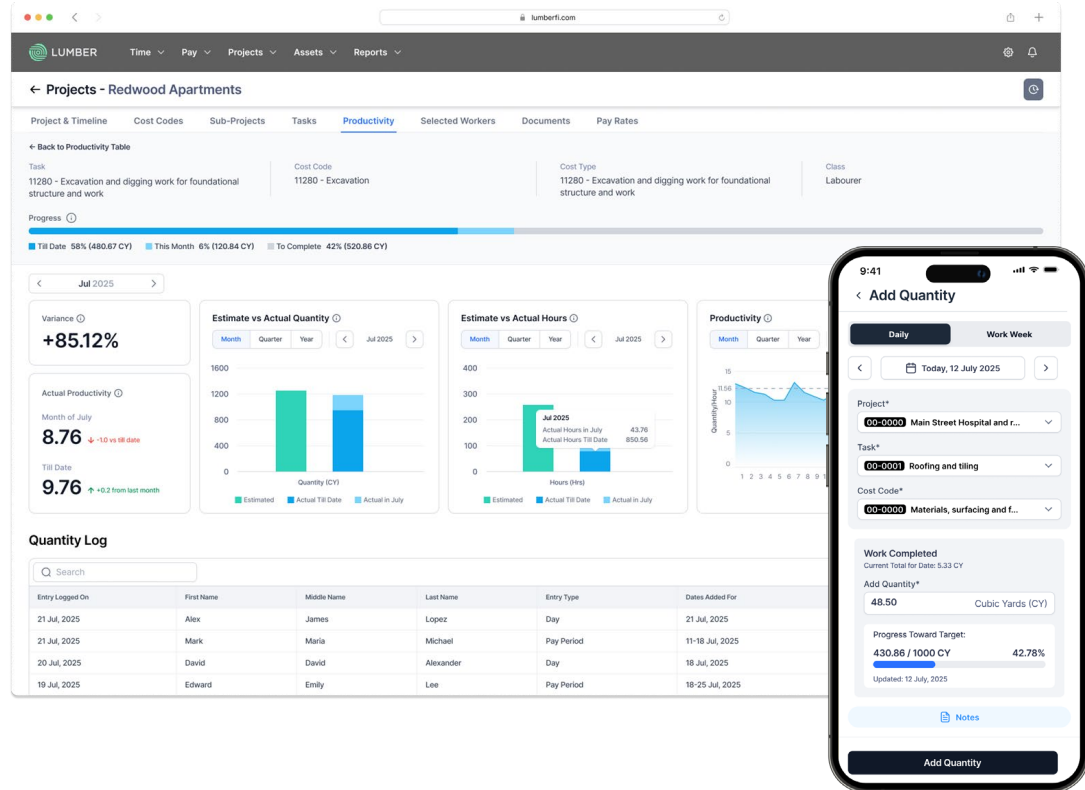 lumberfi.com
LUMBER Time Pay Projects Assets Reports
← Projects - Redwood Apartments
Project & Timeline Cost Codes Sub-Projects Tasks Productivity Selected Workers Documents Pay Rates
← Back to Productivity Table
Task Cost Code Cost Type Class
11280 - Excavation and digging work for foundational 11280 - Excavation 11280 - Excavation and digging work for foundational Labourer
structure and work structure and work
Progress
Till Date 58% (480.67 CY) This Month 6% (120.84 CY) To Complete 42% (520.86 CY)
< Jul 2025 >
Variance
+85.12%
Actual Productivity
Month of July
8.76 ↓ -1.0 vs till date
Till Date
9.76 ↑ +0.2 from last month
Estimate vs Actual Quantity
Month Quarter Year < Jul 2025 >
1600
1200
800
400
0
Quantity (CY)
Estimated Actual Till Date Actual in July
Estimate vs Actual Hours
Month Quarter Year < Jul 2025 >
400
300
200
100
0
Jul 2025
Actual Hours in July 43.76
Actual Hours Till Date 850.56
Hours (Hrs)
Estimated Actual Till Date Actual in July
Productivity
Month Quarter Year
Quantity/Hour
15
11.56
10
5
0
1 2 3 4 5 6 7 8 9
Quantity Log
Search
Entry Logged On First Name Middle Name Last Name Entry Type Dates Added For
21 Jul, 2025 Alex James Lopez Day 21 Jul, 2025
21 Jul, 2025 Mark Maria Michael Pay Period 11-18 Jul, 2025
20 Jul, 2025 David David Alexander Day 18 Jul, 2025
19 Jul, 2025 Edward Emily Lee Pay Period 18-25 Jul, 2025
9:41
< Add Quantity
Daily Work Week
< Today, 12 July 2025 >
Project*
00-0000 Main Street Hospital and r...
Task*
00-0001 Roofing and tiling
Cost Code*
00-0000 Materials, surfacing and f...
Work Completed
Current Total for Date: 5.33 CY
Add Quantity*
48.50 Cubic Yards (CY)
Progress Toward Target:
430.86 / 1000 CY 42.78%
Updated: 12 July, 2025
Notes
Add Quantity